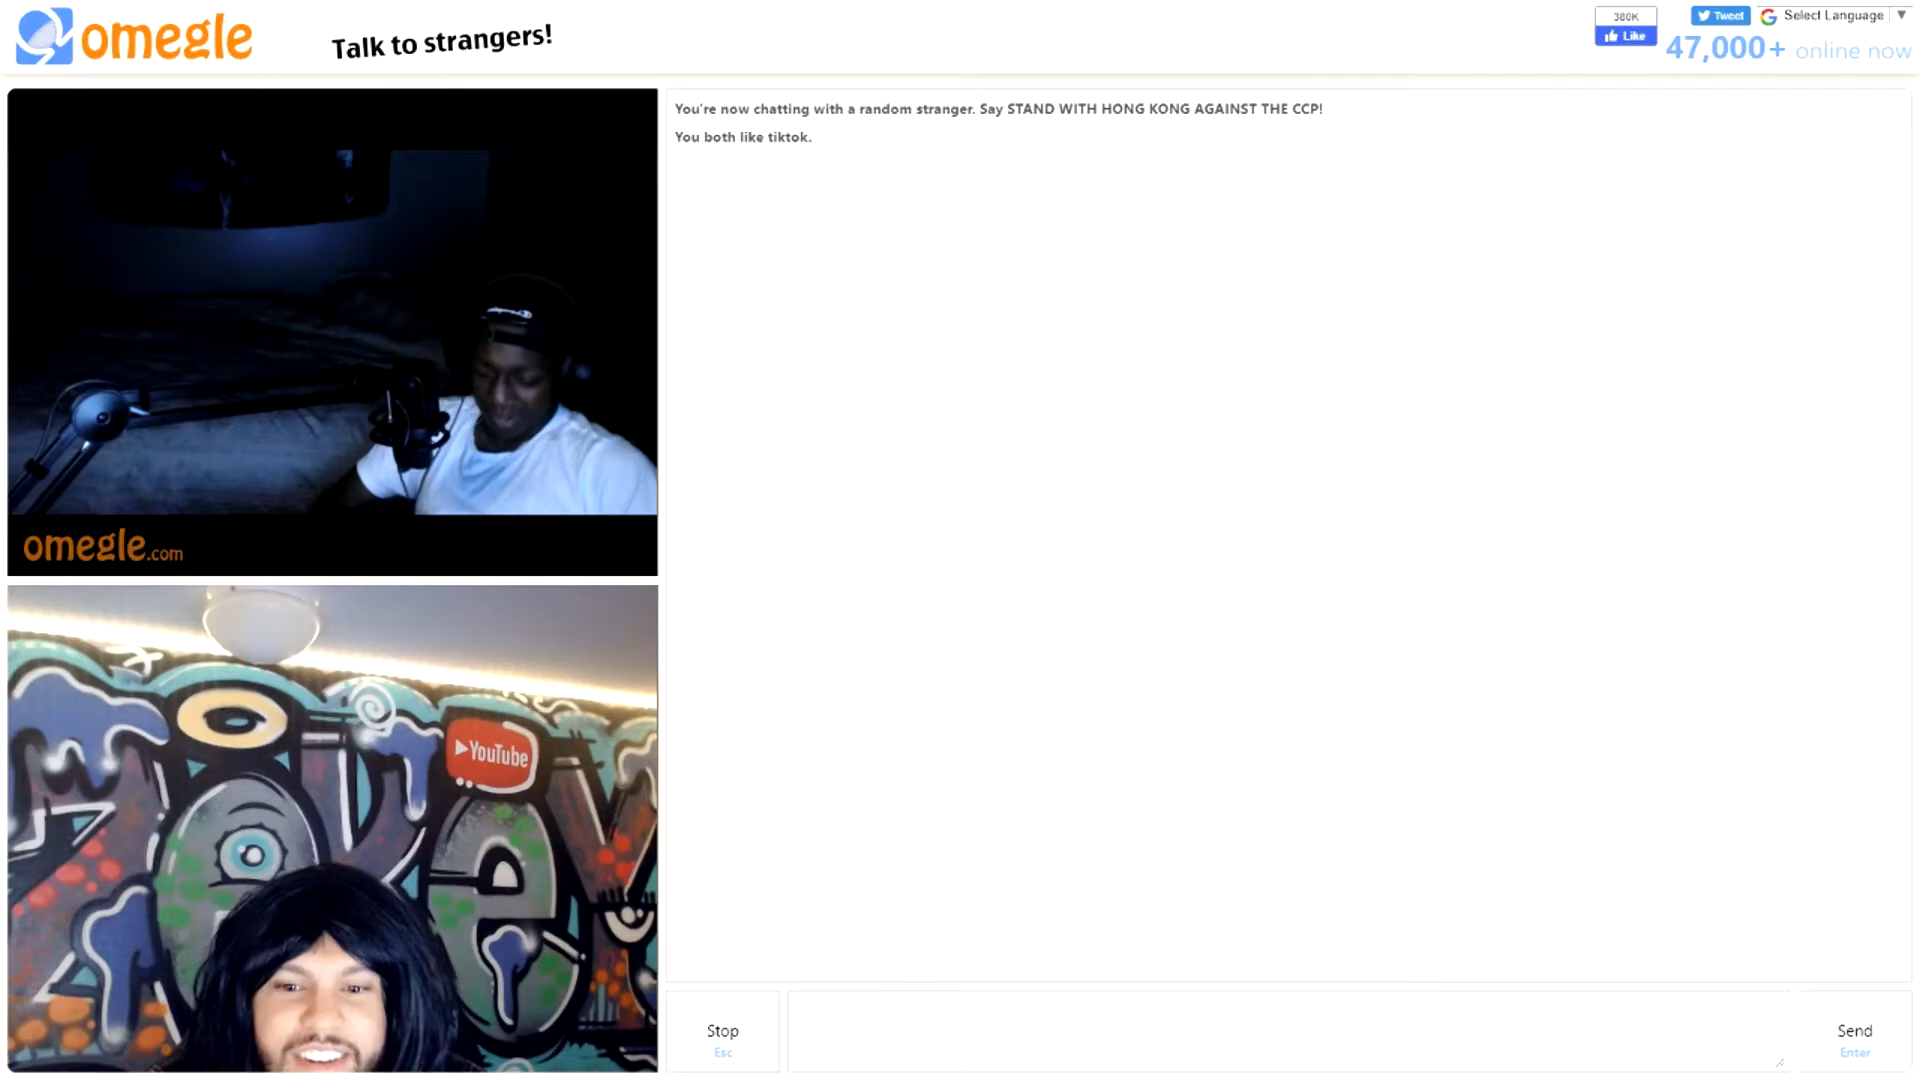 omegle
Talk to strangers!
380K
Like
Tweet
Select Language
47,000+ online now
You're now chatting with a random stranger. Say STAND WITH HONG KONG AGAINST THE CCP!
You both like tiktok.
omegle.com
YouTube
Stop
Esc
Send
Enter